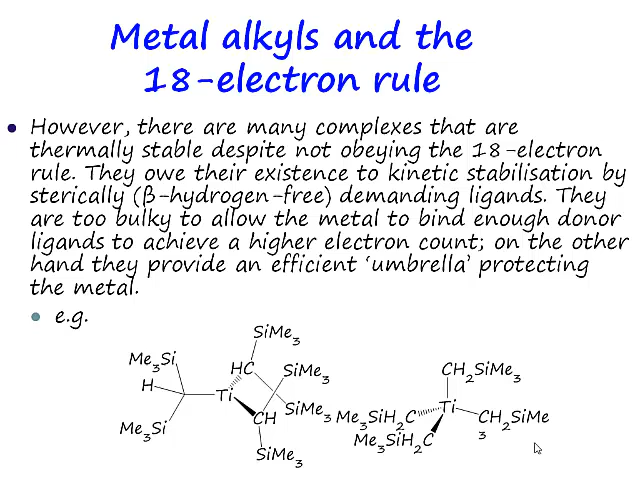 Metal alkyls and the
18-electron rule
However, there are many complexes that are
thermally stable despite not obeying the 18-electron
rule. They owe their existence to kinetic stabilisation by
sterically (β-hydrogen-free) demanding ligands. They
are too bulky to allow the metal to bind enough donor
ligands to achieve a higher electron count; on the other
hand they provide an efficient ‘umbrella’ protecting
the metal.
e.g.
SiMe3
Me3Si
H
HC
SiMe3
Ti
SiMe3
CH
Me3Si
SiMe3
CH2SiMe3
Me3SiH2C
Ti
CH2SiMe
3
Me3SiH2C